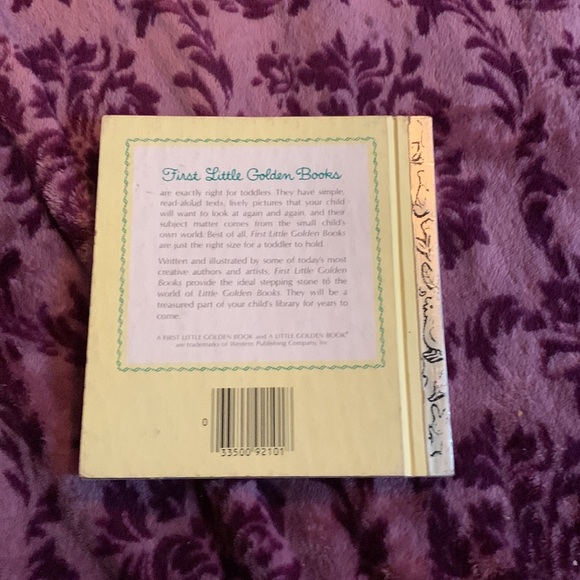 First Little Golden Books
are exactly right for toddlers. They have simple,
read-aloud texts, lively pictures that your child
will want to look at again and again, and their
subject matter comes from the small child's
own world. Best of all, First Little Golden Books
are just the right size for a toddler to hold.
Written and illustrated by some of today's most
creative authors and artists, First Little Golden
Books provide the ideal stepping stone to the
world of Little Golden Books. They will be a
treasured part of your child's library for years to
come.
A FIRST LITTLE GOLDEN BOOK and A LITTLE GOLDEN BOOK®
are trademarks of Western Publishing Company, Inc.
0
33500 92101